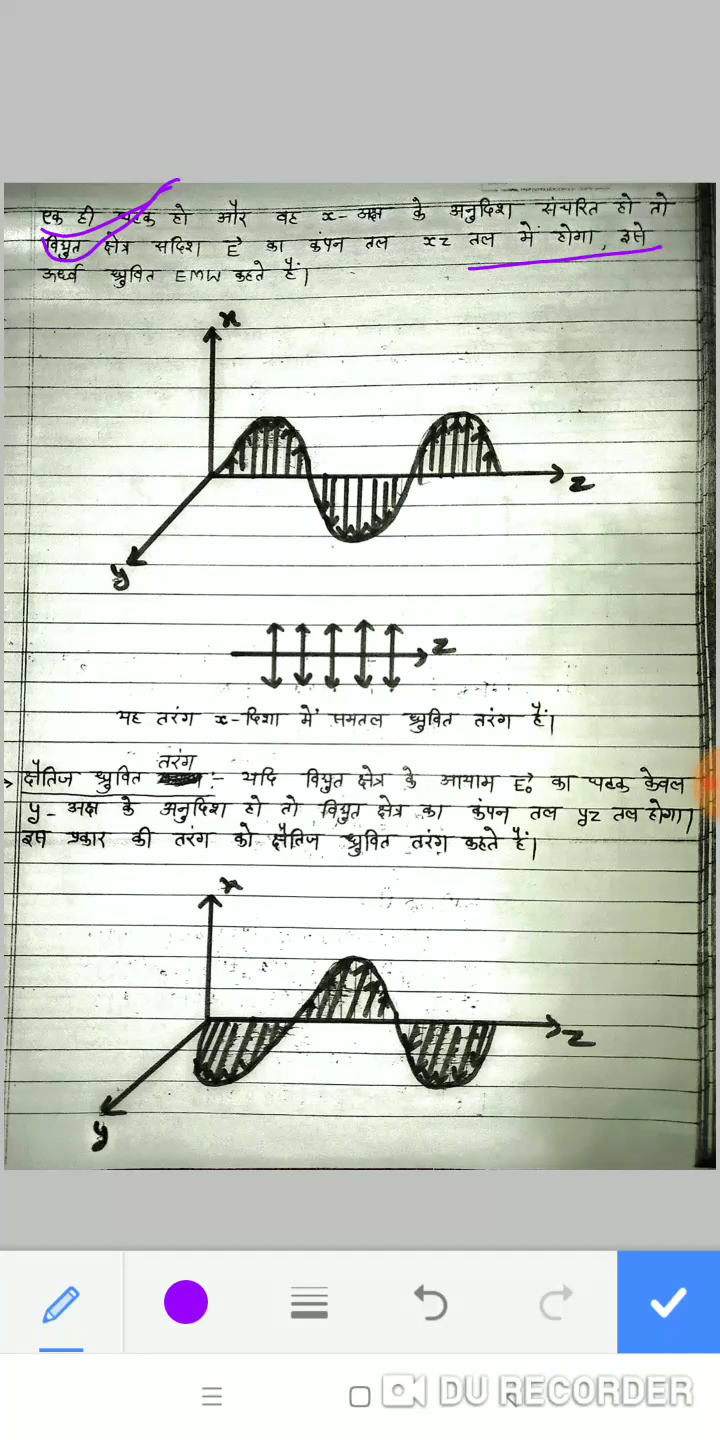 एक ही घटक हो और वह x- अक्ष के अनुदिश संचरित हो तो
विद्युत क्षेत्र सदिश E का कंपन तल xz तल में होगा, इसे
ऊर्ध्व ध्रुवित EMW कहते हैं।
x
z
y
z
यह तरंग x-दिशा में समतल ध्रुवित तरंग हैं।
तरंग
क्षैतिज ध्रुवित :- यदि विद्युत क्षेत्र के आयाम E₀ का घटक केवल
y- अक्ष के अनुदिश हो तो विद्युत क्षेत्र का कंपन तल yz तल होगा।
इस प्रकार की तरंग को क्षैतिज ध्रुवित तरंग कहते हैं।
x
z
y
DU RECORDER